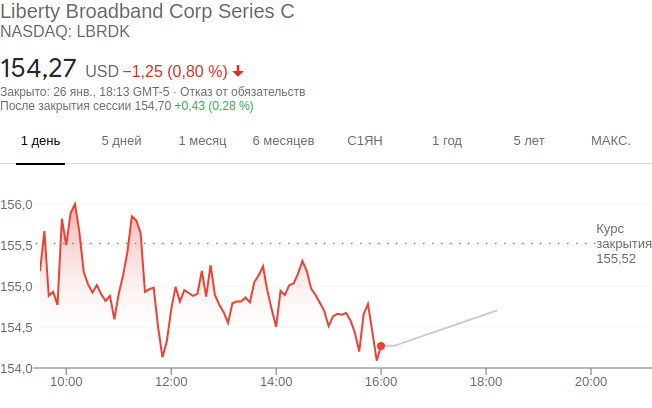 Liberty Broadband Corp Series C
NASDAQ: LBRDK
154,27 USD −1,25 (0,80 %)
Закрыто: 26 янв., 18:13 GMT-5 · Отказ от обязательств
После закрытия сессии 154,70 +0,43 (0,28 %)
1 день 5 дней 1 месяц 6 месяцев С1ЯН 1 год 5 лет МАКС.
156,0
Курс
155,5 закрытия
155,52
155,0
154,5
154,0
10:00 12:00 14:00 16:00 18:00 20:00